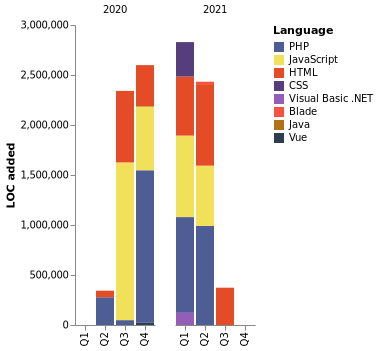 2020 2021
LOC added
3,000,000
2,500,000
2,000,000
1,500,000
1,000,000
500,000
0
Q1 Q2 Q3 Q4 Q1 Q2 Q3 Q4
Language
PHP
JavaScript
HTML
CSS
Visual Basic .NET
Blade
Java
Vue